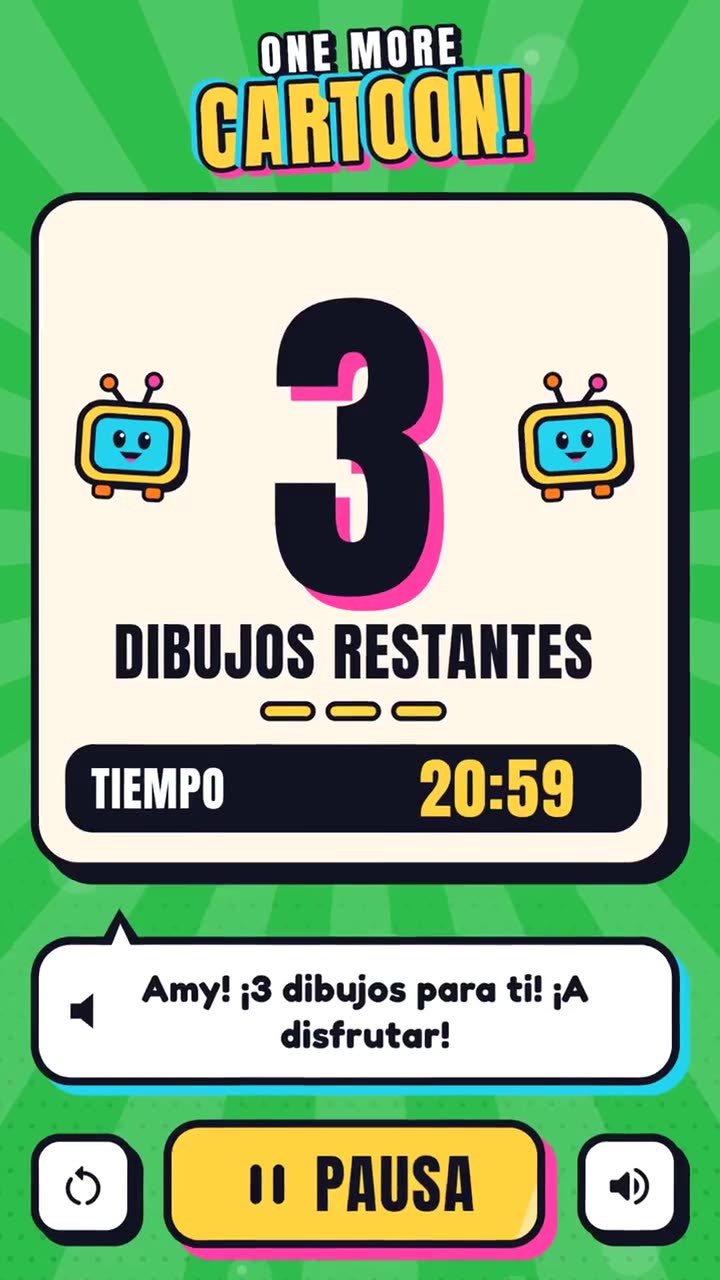 ONE MORE
CARTOON!
3
DIBUJOS RESTANTES
TIEMPO 20:59
Amy! ¡3 dibujos para ti! ¡A
disfrutar!
PAUSA